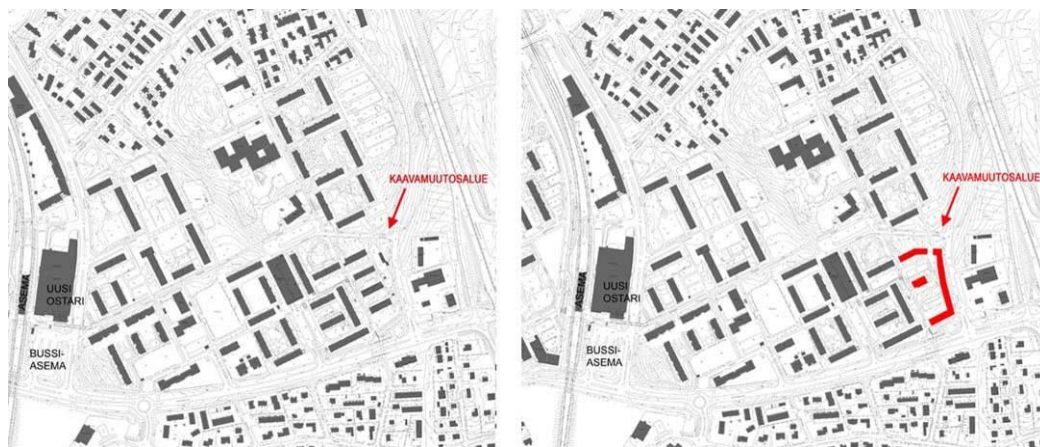 KAAVAMUUTOSALUE
ASEMA
UUSI
OSTARI
BUSSI-
ASEMA
KAAVAMUUTOSALUE
ASEMA
UUSI
OSTARI
BUSSI-
ASEMA